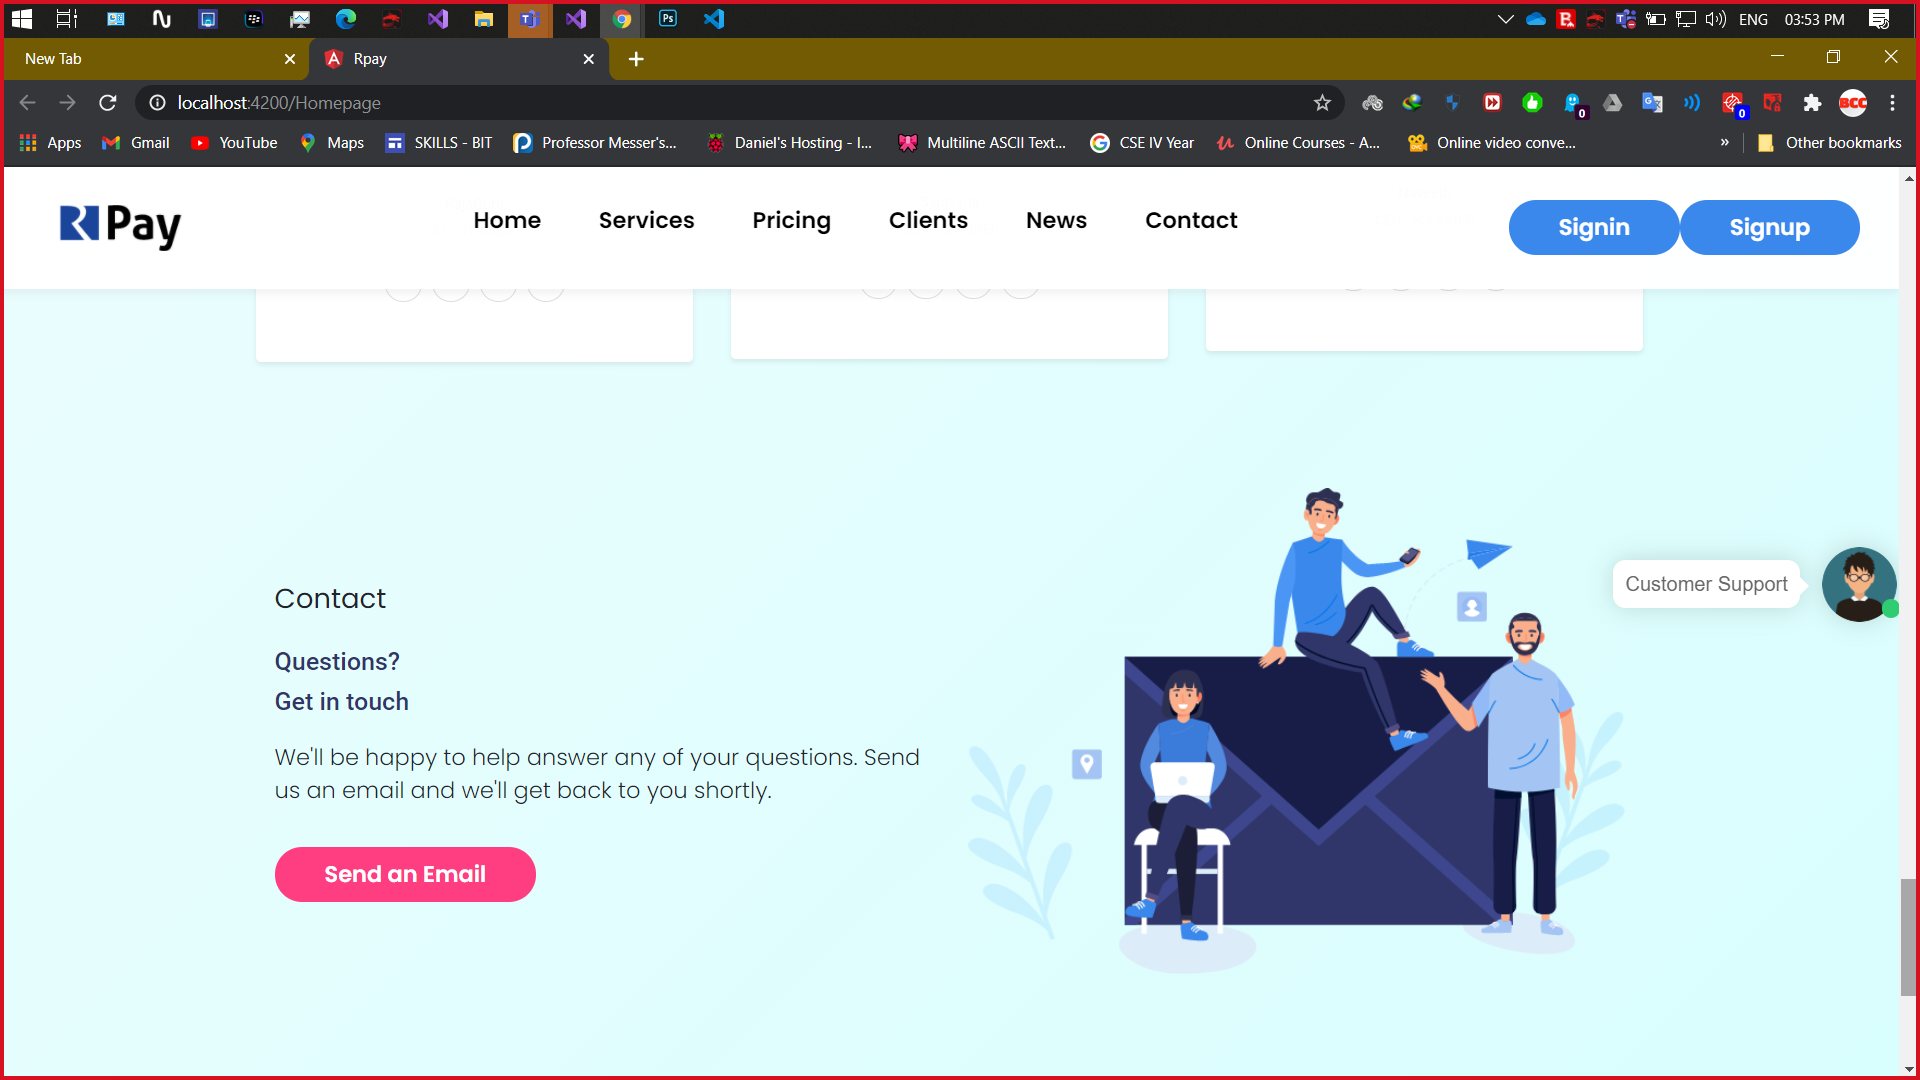 ENG 03:53 PM
New Tab
Rpay
localhost:4200/Homepage
0
0
BCC
Apps
Gmail
YouTube
Maps
SKILLS - BIT
Professor Messer's...
Daniel's Hosting - I...
Multiline ASCII Text...
CSE IV Year
Online Courses - A...
Online video conve...
»
Other bookmarks
R Pay
Home
Services
Pricing
Clients
News
Contact
Signin
Signup
Customer Support
Contact
Questions?
Get in touch
We'll be happy to help answer any of your questions. Send
us an email and we'll get back to you shortly.
Send an Email